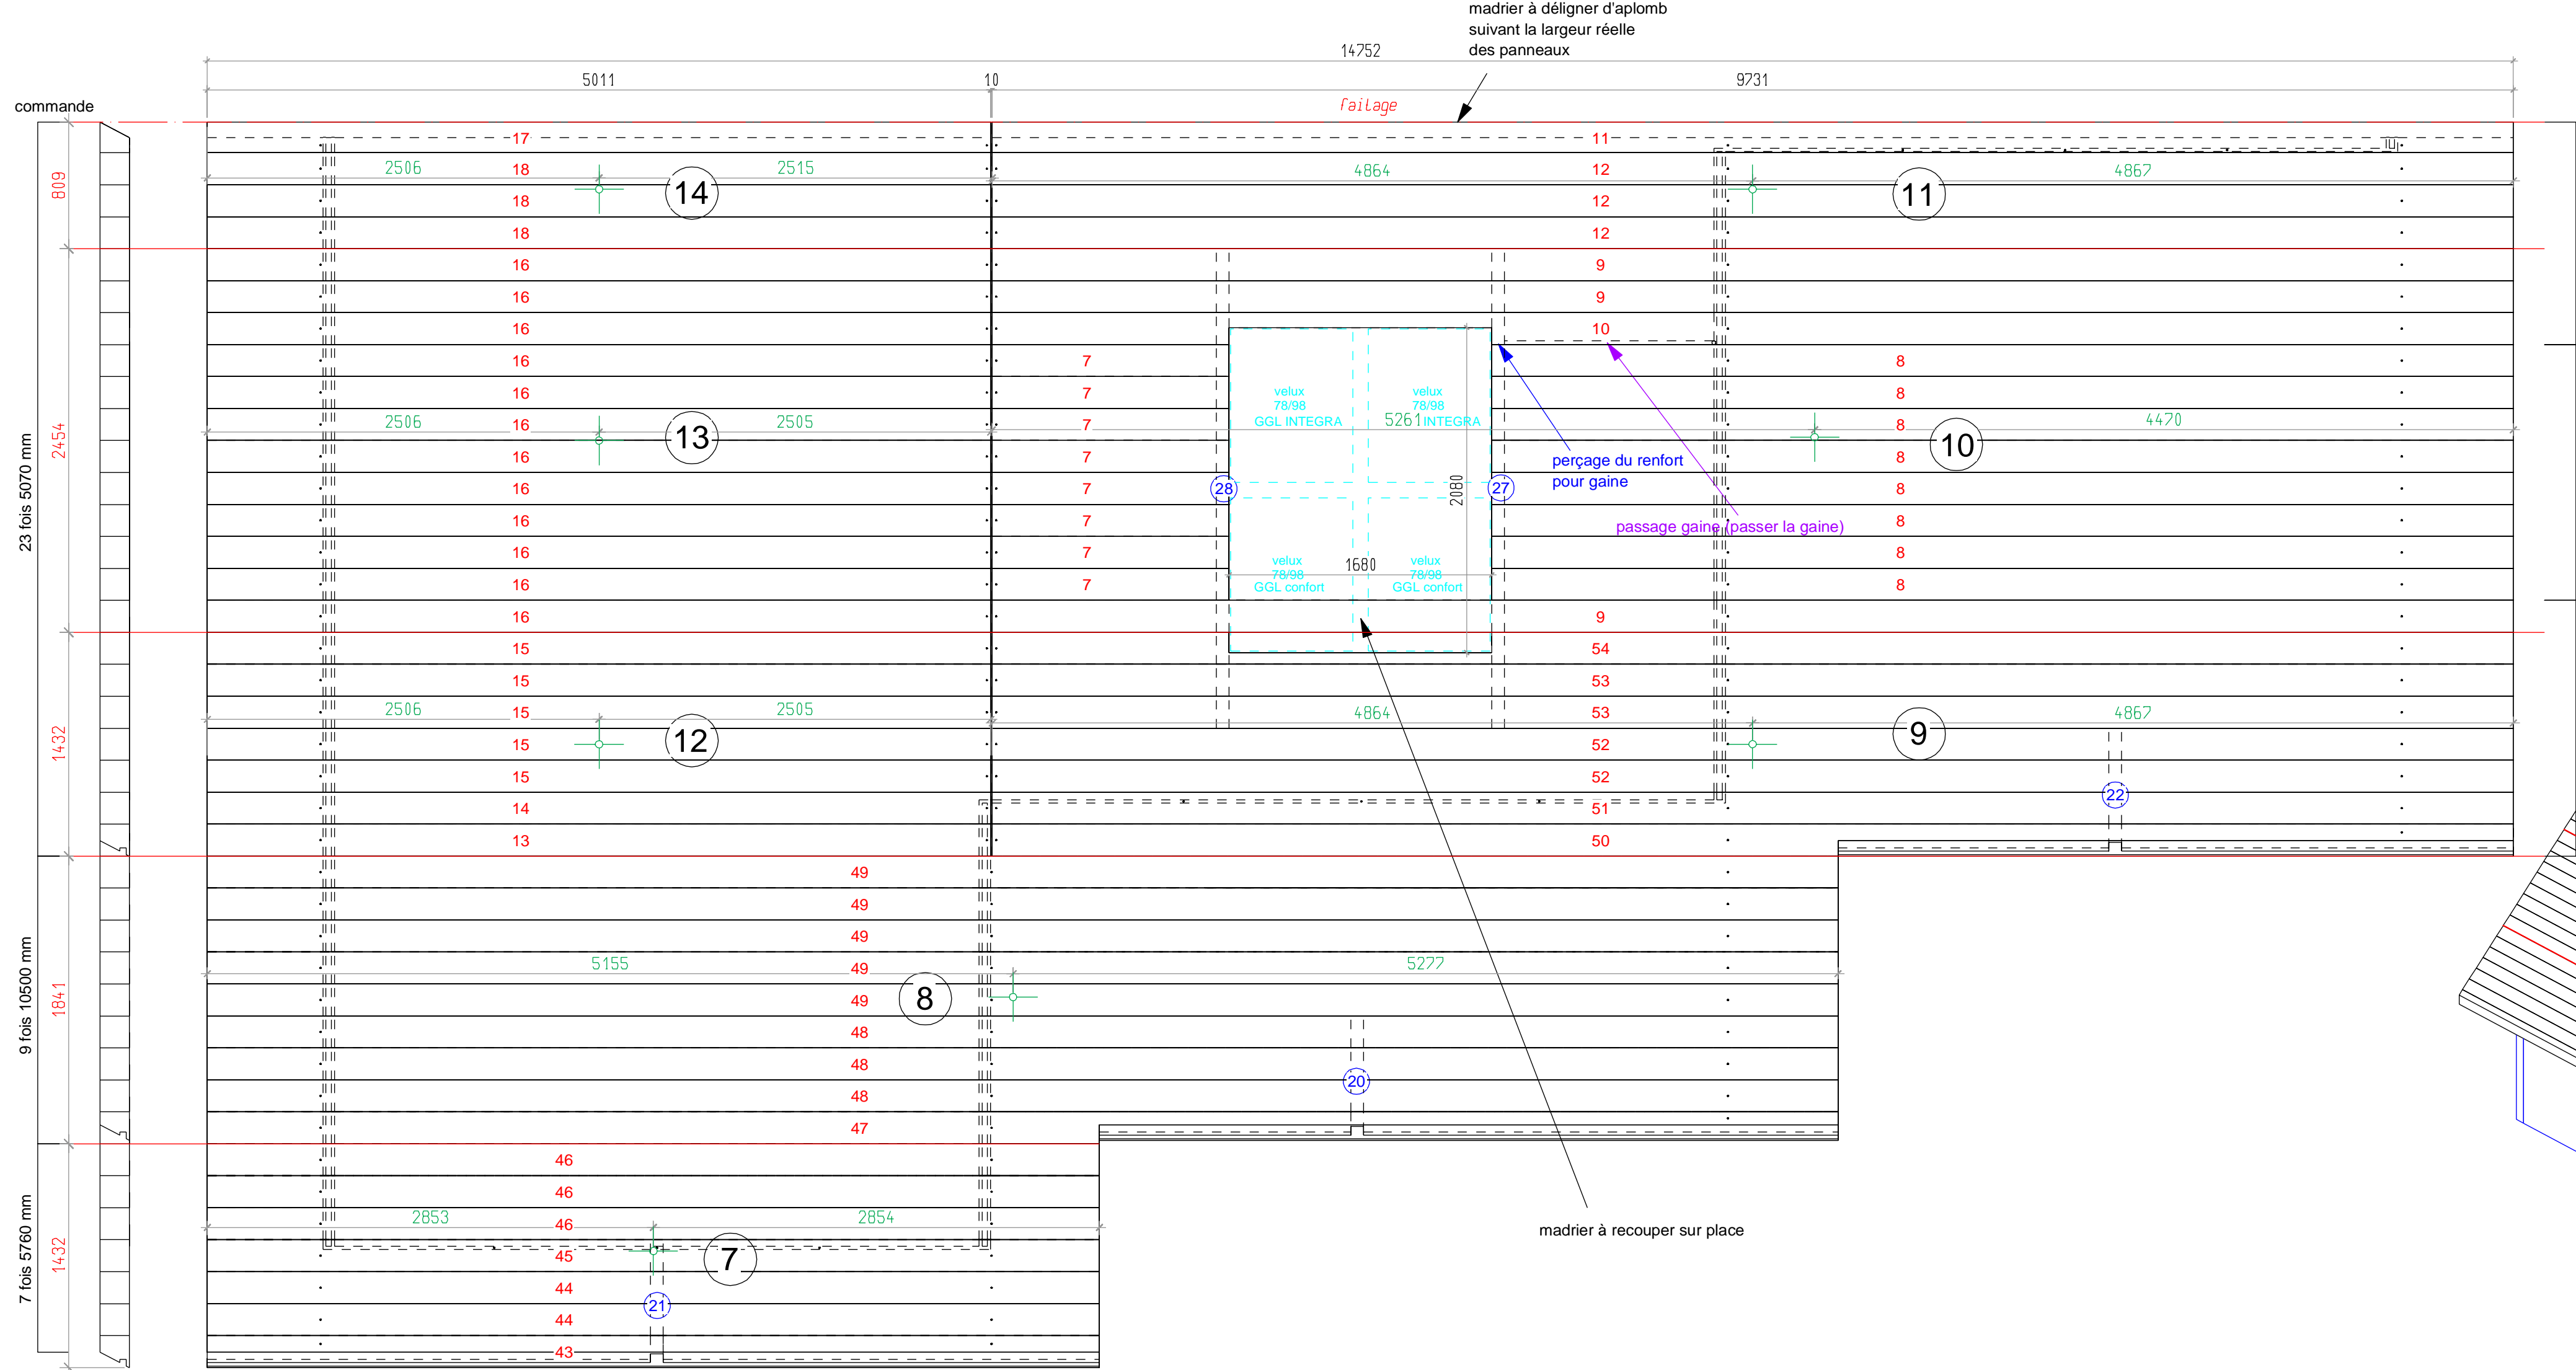 madrier à déligner d'aplomb
suivant la largeur réelle
des panneaux
14752
5011 10 9731
commande
faîtage
17 11
2506 18 2515 4864 12 4867
14 11
18 12
18 12
809
16 9
16 9
16 10
16 7 8
16 7 8
velux velux
78/98 78/98
GGL INTEGRA GGL INTEGRA
2506 16 2505 7 5261 8 4470
13 10
2454
16 7 8
perçage du renfort
pour gaine
16 7 28 2080 27 8
16 7 8
passage gaine (passer la gaine)
23 fois 5070 mm
16 7 8
velux velux
78/98 78/98
GGL confort GGL confort
1680
16 7 8
16 9
15 54
15 53
2506 15 2505 4864 53 4867
12 9
1432
15 52
15 52
14 51
22
13 50
49
49
49
5155 49 5277
8
49
1841
9 fois 10500 mm
48
48
20
48
47
46
46
2853 46 2854
45
7
1432
7 fois 5760 mm
44
21
44
43
madrier à recouper sur place